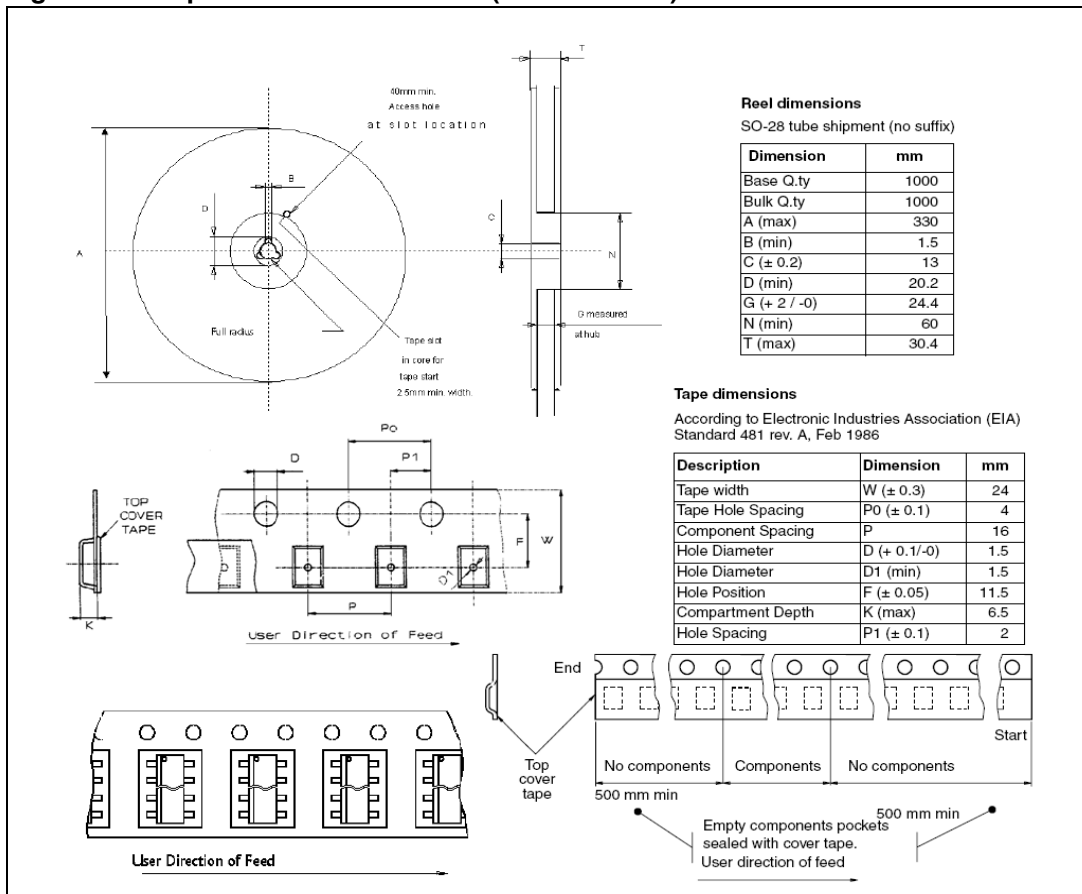 T
40mm min.
Access hole
at slot location
B
D
A
C
N
Full radius
Tape slot
in core for
tape start
2.5mm min. width.
G measured
at hub
Reel dimensions
SO-28 tube shipment (no suffix)
Dimension mm
Base Q.ty 1000
Bulk Q.ty 1000
A (max) 330
B (min) 1.5
C (± 0.2) 13
D (min) 20.2
G (+ 2 / -0) 24.4
N (min) 60
T (max) 30.4
Tape dimensions
According to Electronic Industries Association (EIA)
Standard 481 rev. A, Feb 1986
Description Dimension mm
Tape width W (± 0.3) 24
Tape Hole Spacing P0 (± 0.1) 4
Component Spacing P 16
Hole Diameter D (+ 0.1/-0) 1.5
Hole Diameter D1 (min) 1.5
Hole Position F (± 0.05) 11.5
Compartment Depth K (max) 6.5
Hole Spacing P1 (± 0.1) 2
Po
D
P1
TOP
COVER
TAPE
F
W
D1
P
K
User Direction of Feed
End
Start
Top
cover
tape
No components
Components
No components
500 mm min
500 mm min
Empty components pockets
sealed with cover tape.
User direction of feed
User Direction of Feed